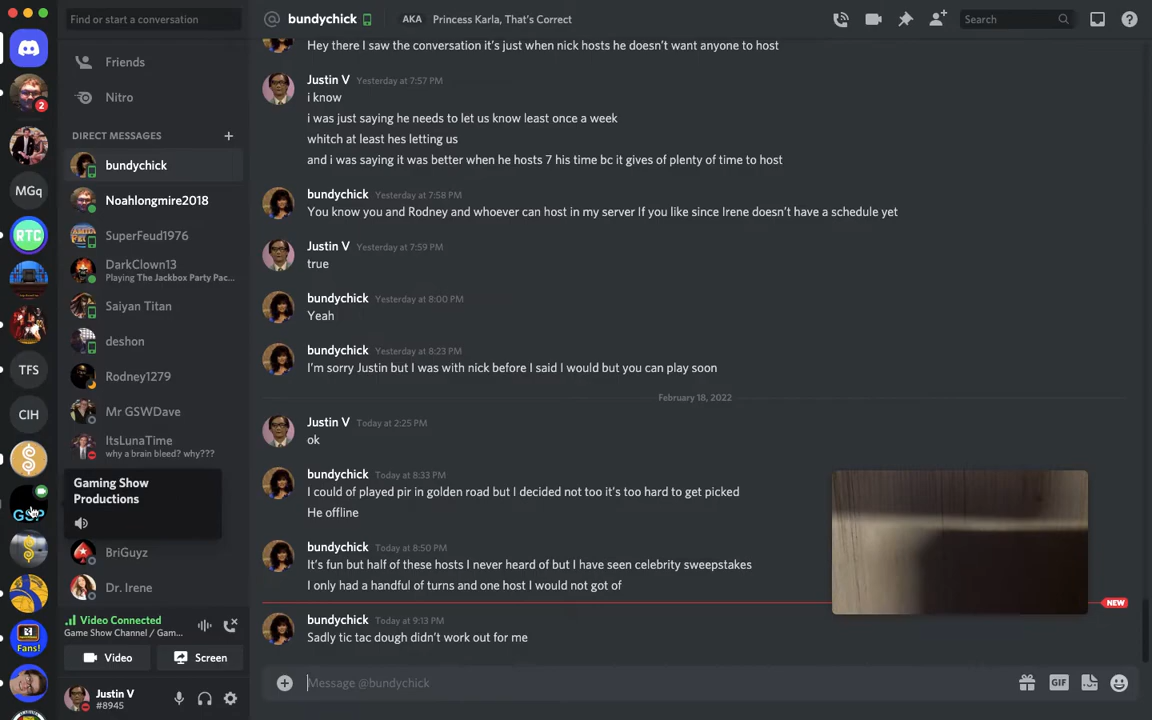 Find or start a conversation
bundychick
AKA
Princess Karla, That's Correct
Search
Friends
Nitro
DIRECT MESSAGES
bundychick
Noahlongmire2018
SuperFeud1976
DarkClown13
Playing The Jackbox Party Pac...
Saiyan Titan
deshon
Rodney1279
Mr GSWDave
ItsLunaTime
why a brain bleed? why???
Gaming Show
Productions
BriGuyz
Dr. Irene
Video Connected
Game Show Channel / Gam...
Video
Screen
Justin V
#8945
2
MGq
RTC
TFS
CIH
GSP
Fans!
Hey there I saw the conversation it's just when nick hosts he doesn't want anyone to host
Justin V Yesterday at 7:57 PM
i know
i was just saying he needs to let us know least once a week
whitch at least hes letting us
and i was saying it was better when he hosts 7 his time bc it gives of plenty of time to host
bundychick Yesterday at 7:58 PM
You know you and Rodney and whoever can host in my server If you like since Irene doesn't have a schedule yet
Justin V Yesterday at 7:59 PM
true
bundychick Yesterday at 8:00 PM
Yeah
bundychick Yesterday at 8:23 PM
I'm sorry Justin but I was with nick before I said I would but you can play soon
February 18, 2022
Justin V Today at 2:25 PM
ok
bundychick Today at 8:33 PM
I could of played pir in golden road but I decided not too it's too hard to get picked
He offline
bundychick Today at 8:50 PM
It's fun but half of these hosts I never heard of but I have seen celebrity sweepstakes
I only had a handful of turns and one host I would not got of
NEW
bundychick Today at 9:13 PM
Sadly tic tac dough didn't work out for me
Message @bundychick
GIF